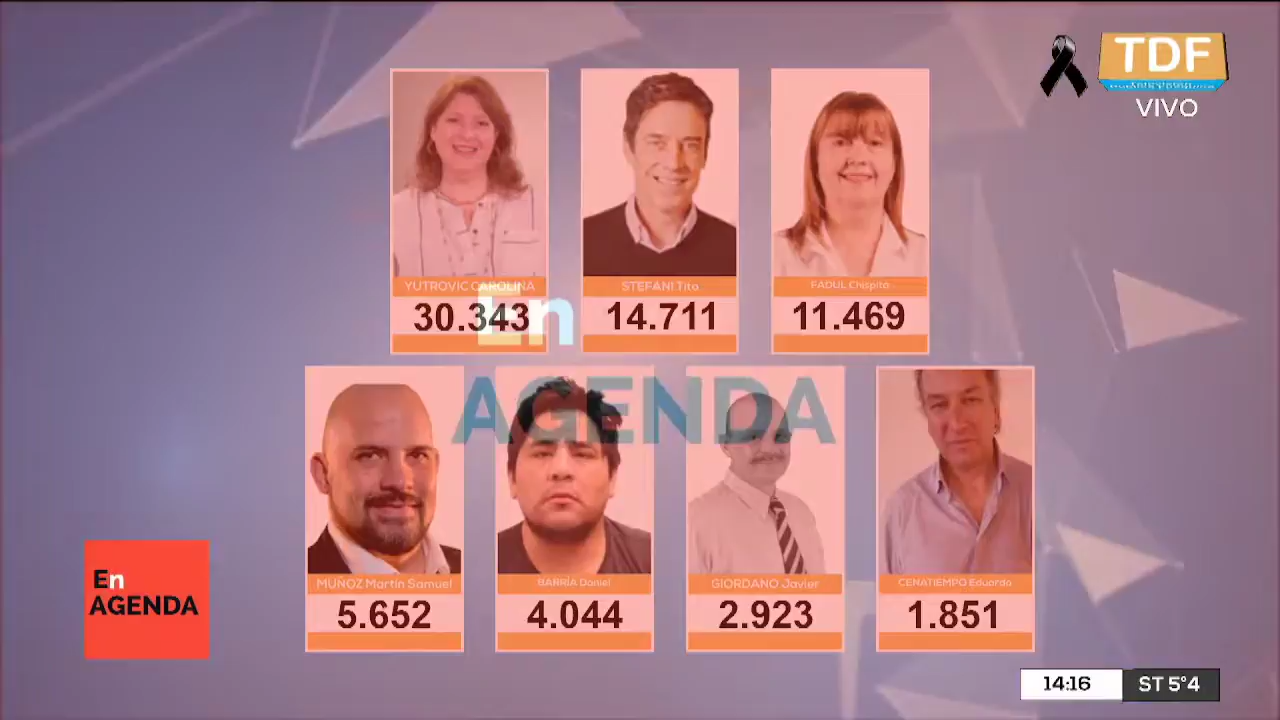 TDF
VIVO
YUTROVIC CAROLINA
STEFANI Tito
FADUL Chispita
30.343
14.711
11.469
En
AGENDA
MUÑOZ Martín Samuel
BARRÍA Daniel
GIORDANO Javier
CENATIEMPO Eduardo
5.652
4.044
2.923
1.851
En
AGENDA
14:16
ST 5°4